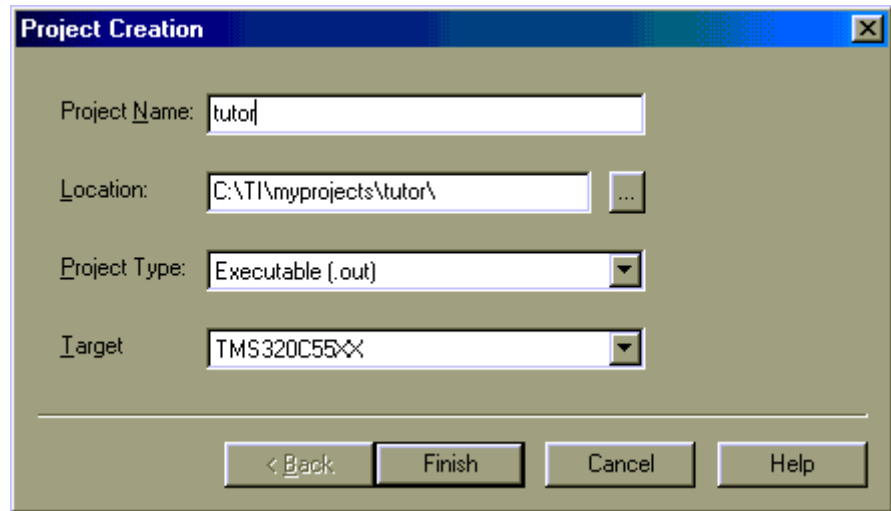 Project Creation
Project Name: tutor
Location: C:\TI\myprojects\tutor\ ...
Project Type: Executable (.out)
Target TMS320C55XX
< Back Finish Cancel Help